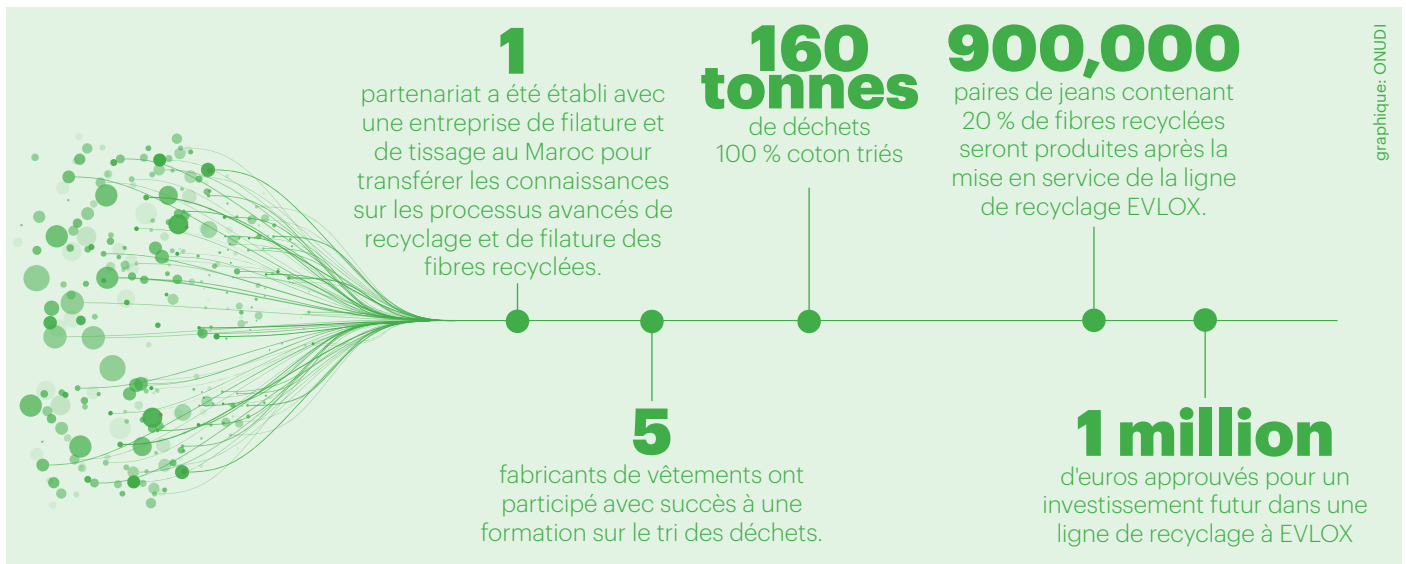 1
partenariat a été établi avec
une entreprise de filature et
de tissage au Maroc pour
transférer les connaissances
sur les processus avancés de
recyclage et de filature des
fibres recyclées.
5
fabricants de vêtements ont
participé avec succès à une
formation sur le tri des déchets.
160
tonnes
de déchets
100 % coton triés
900,000
paires de jeans contenant
20 % de fibres recyclées
seront produites après la
mise en service de la ligne
de recyclage EVLOX.
1 million
d'euros approuvés pour un
investissement futur dans une
ligne de recyclage à EVLOX
graphique: ONUDI